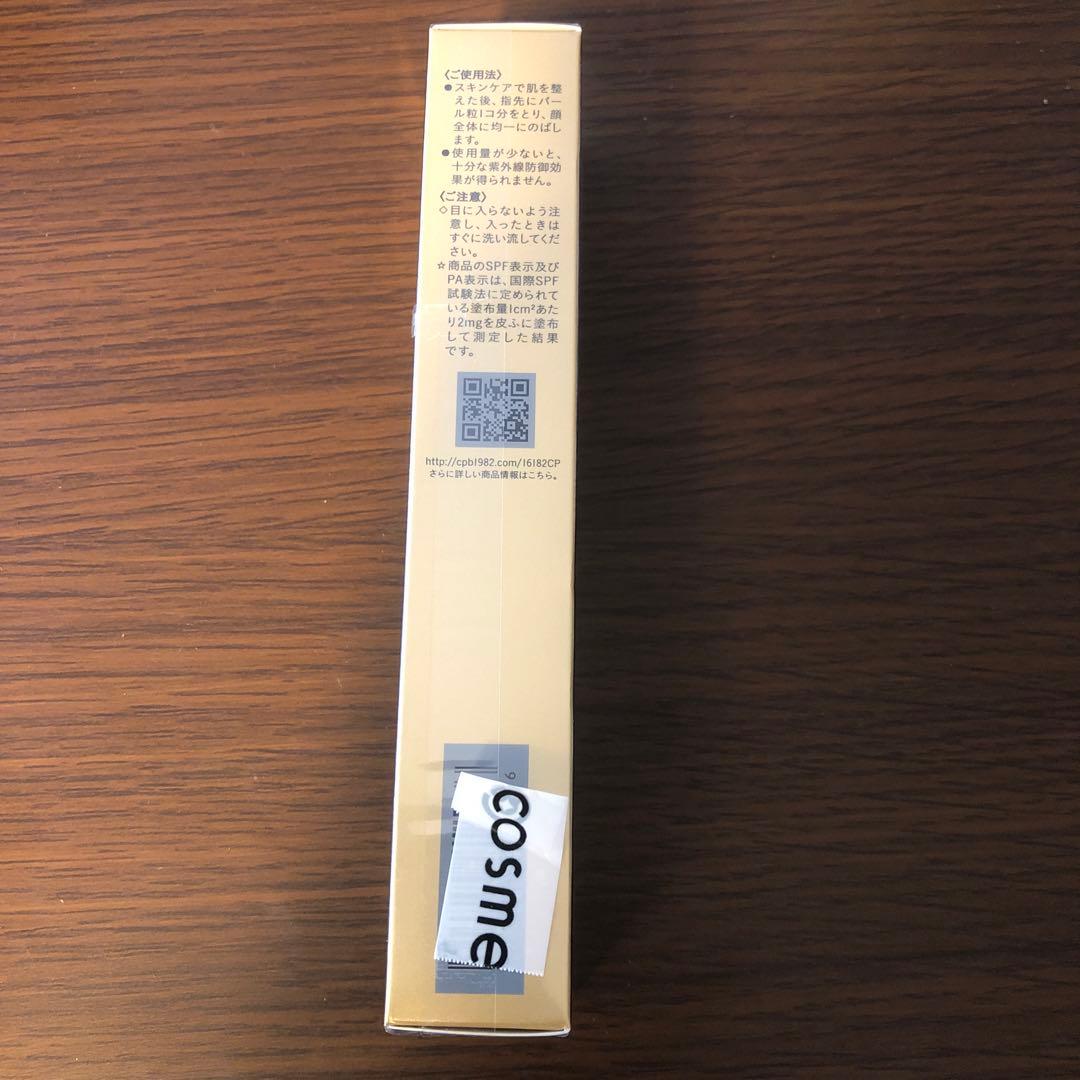 〈ご使用法〉
●スキンケアで肌を整
えた後、指先にパー
ル粒1コ分をとり、顔
全体に均一にのばし
ます。
●使用量が少ないと、
十分な紫外線防御効
果が得られません。
〈ご注意〉
◇目に入らないよう注
意し、入ったときは
すぐに洗い流してくだ
さい。
☆商品のSPF表示及び
PA表示は、国際SPF
試験法に定められて
いる塗布量1cm²あた
り2mgを皮ふに塗布
して測定した結果
です。
http://cpb1982.com/16182CP
さらに詳しい商品情報はこちら。
9
@cosme